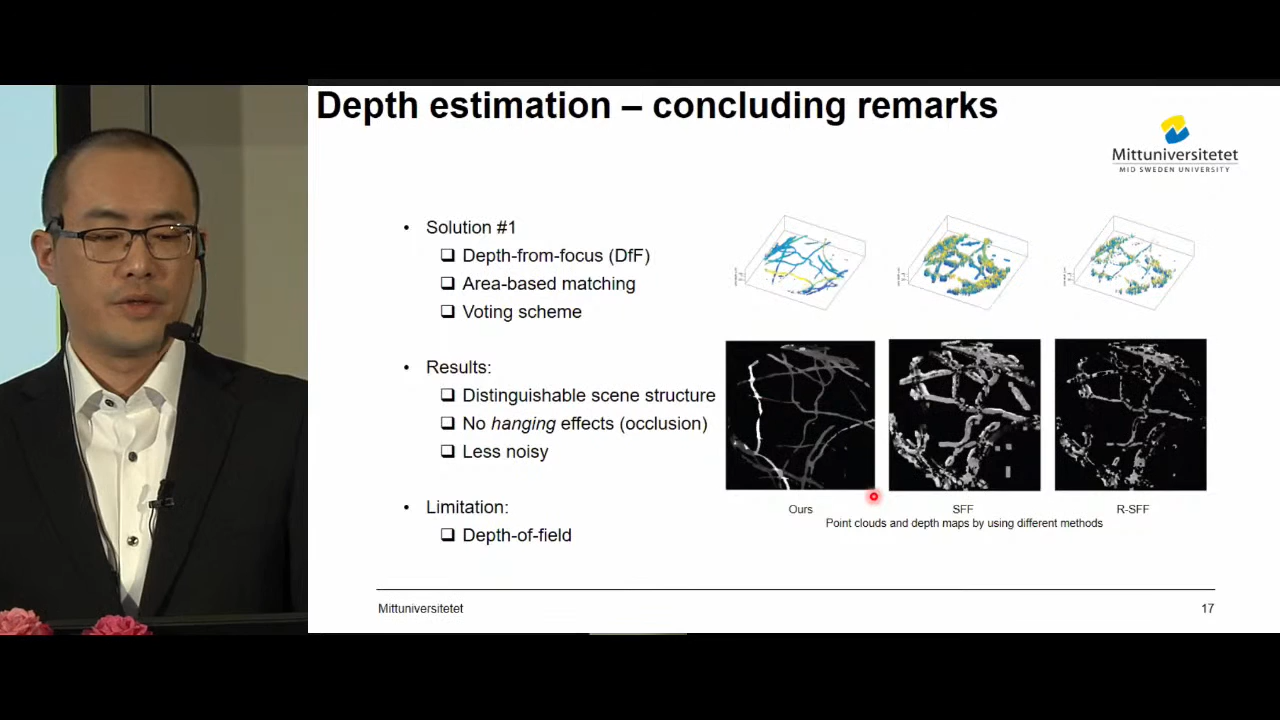 Depth estimation – concluding remarks
Mittuniversitetet
MID SWEDEN UNIVERSITY
• Solution #1
❑ Depth-from-focus (DfF)
❑ Area-based matching
❑ Voting scheme
• Results:
❑ Distinguishable scene structure
❑ No hanging effects (occlusion)
❑ Less noisy
• Limitation:
❑ Depth-of-field
Ours
SFF
R-SFF
Point clouds and depth maps by using different methods
Mittuniversitetet
17